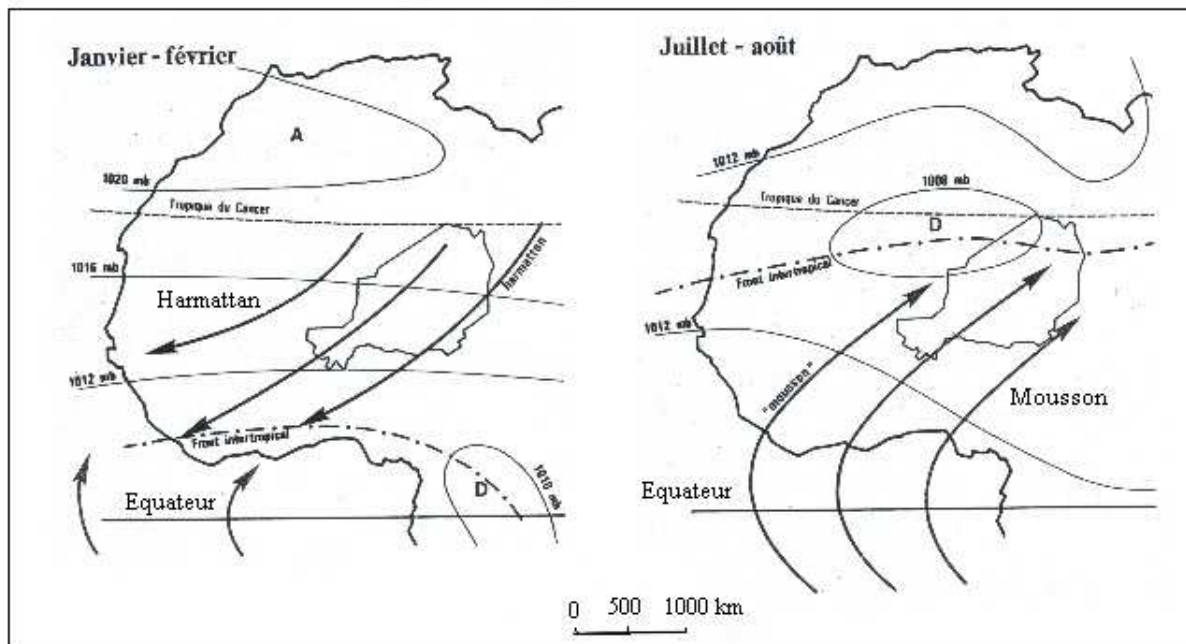 Janvier - février
A
1020 mb
Tropique du Cancer
harmattan
1016 mb
Harmattan
1012 mb
Front intertropical
1010 mb
D
Equateur
Juillet - août
1012 mb
1008 mb
Tropique du Cancer
D
Front intertropical
1012 mb
"mousson"
Mousson
Equateur
0 500 1000 km